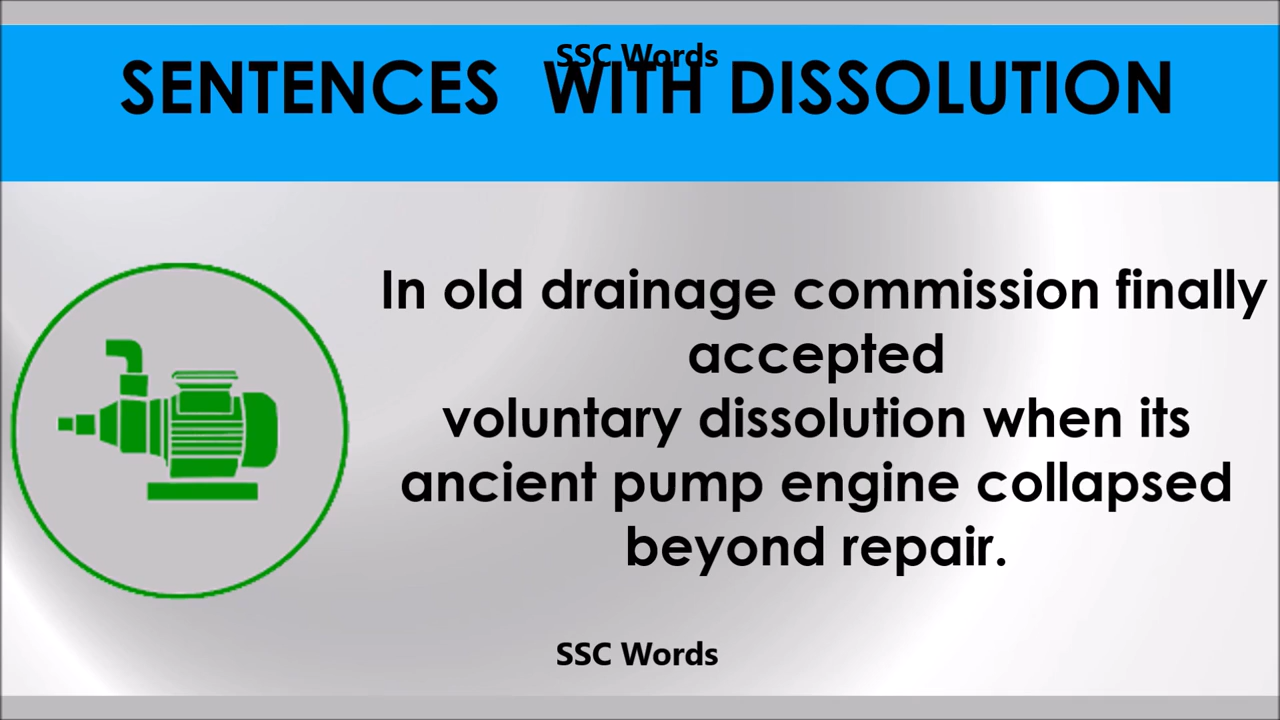 SSC Words
SENTENCES WITH DISSOLUTION
In old drainage commission finally
accepted
voluntary dissolution when its
ancient pump engine collapsed
beyond repair.
SSC Words